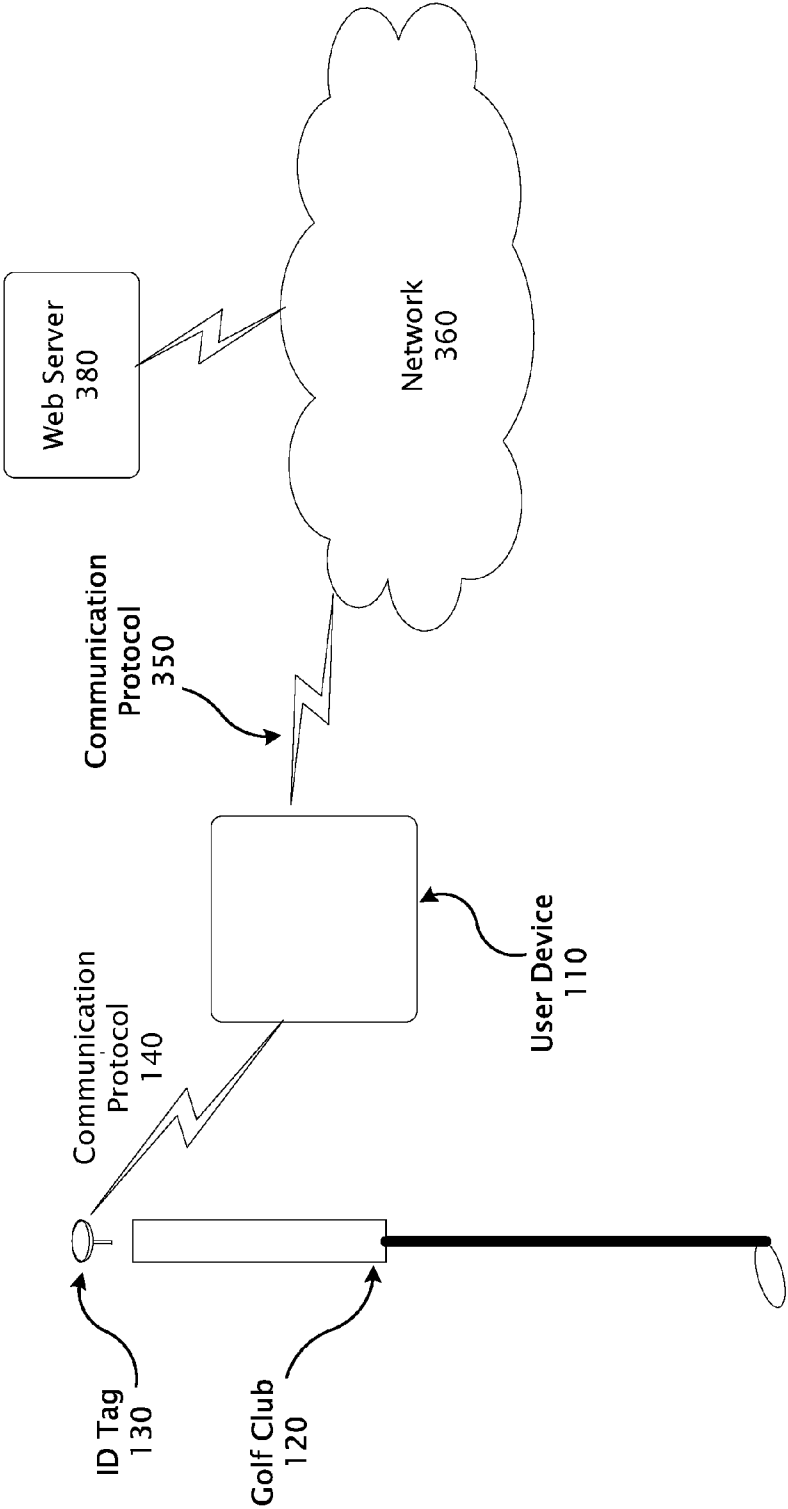 ID Tag
130
Golf Club
120
Communication
Protocol
140
User Device
110
Communication
Protocol
350
Web Server
380
Network
360